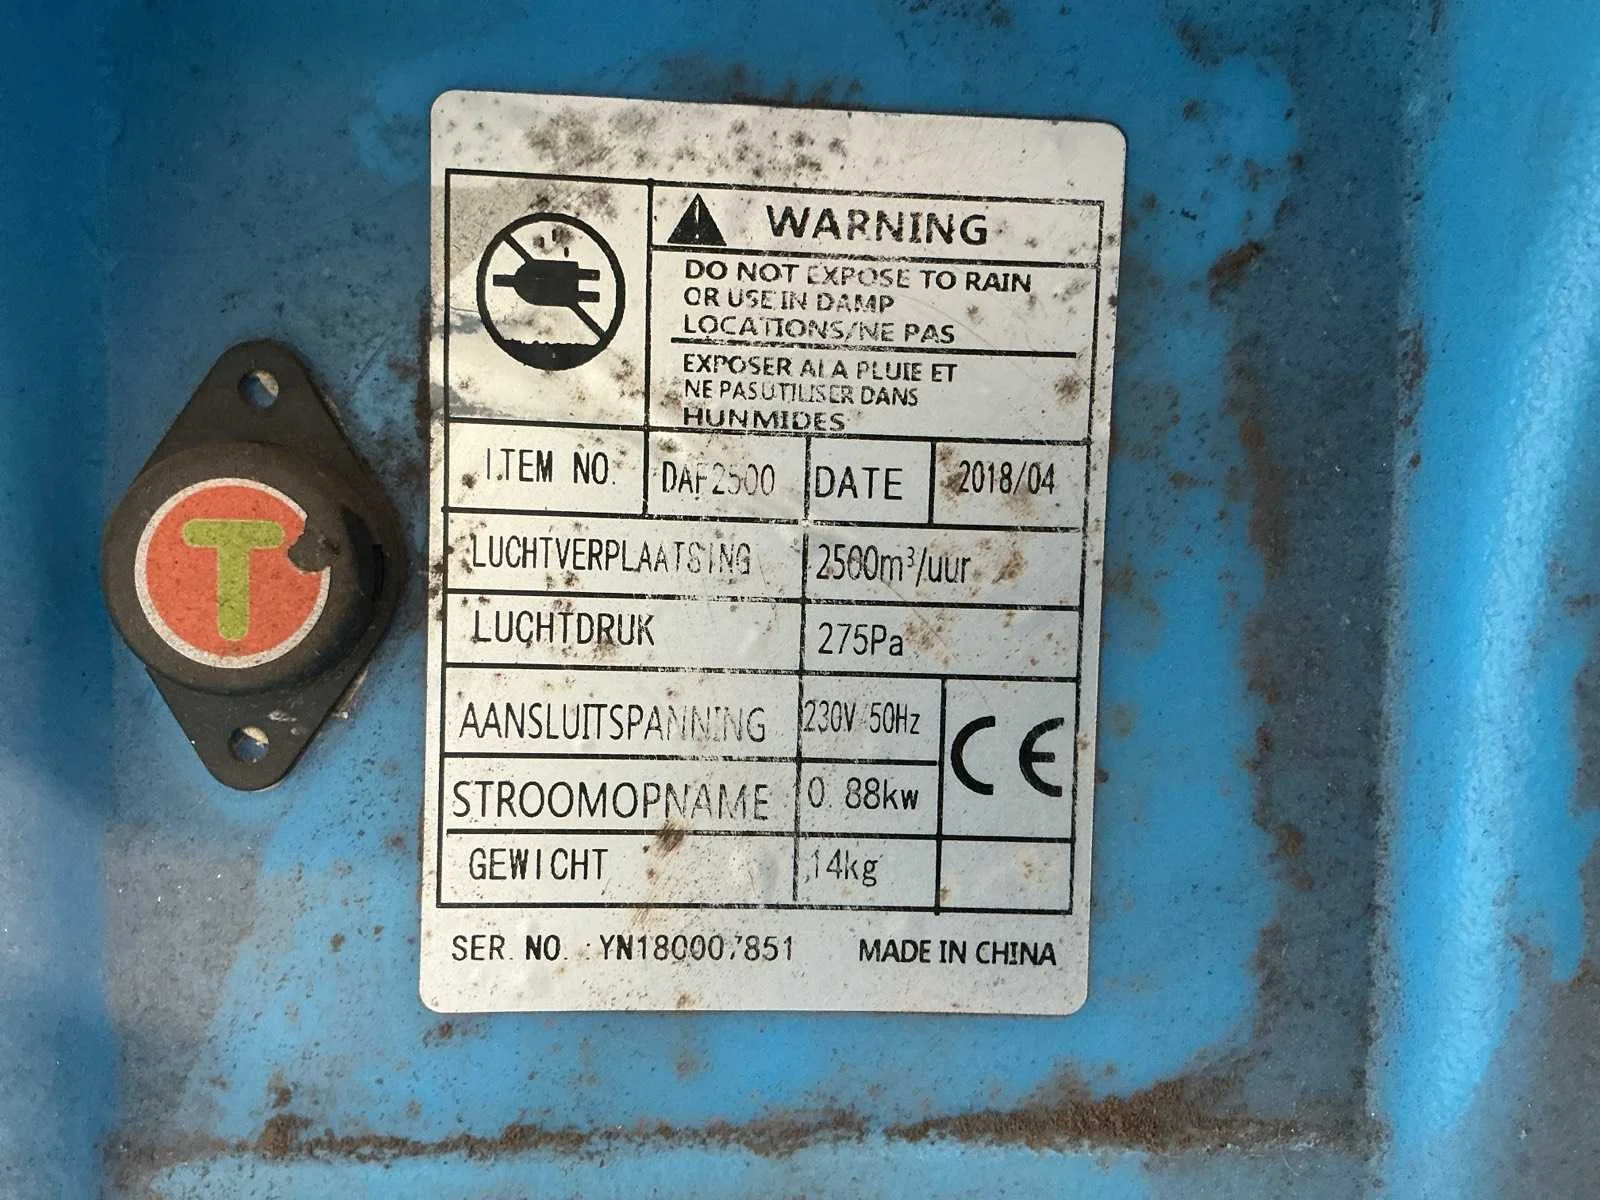 T
WARNING
DO NOT EXPOSE TO RAIN
OR USE IN DAMP
LOCATIONS/NE PAS
EXPOSER ALA PLUIE ET
NE PASUTILISER DANS
HUNMIDES
ITEM NO. DAF2500 DATE 2018/04
LUCHTVERPLAATSING 2500m³/uur
LUCHTDRUK 275Pa
AANSLUITSPANNING 230V/50Hz
CE
STROOMOPNAME 0.88kw
GEWICHT 14kg
SER. NO. : YN180007851 MADE IN CHINA